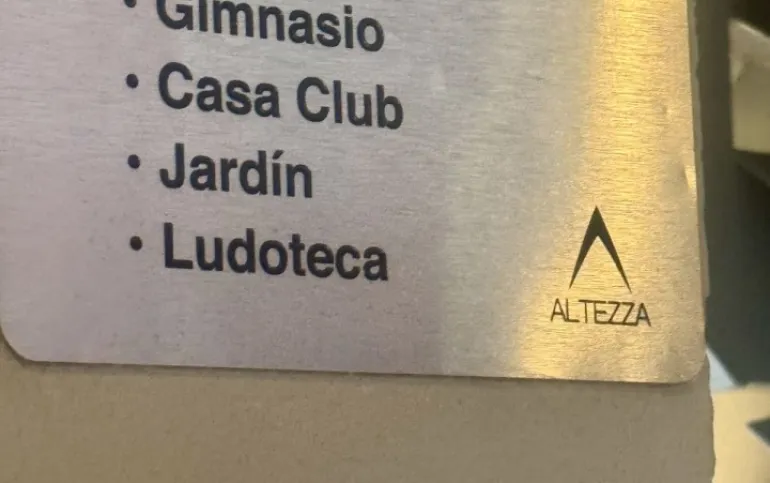 • Gimnasio
• Casa Club
• Jardín
• Ludoteca
ALTEZZA